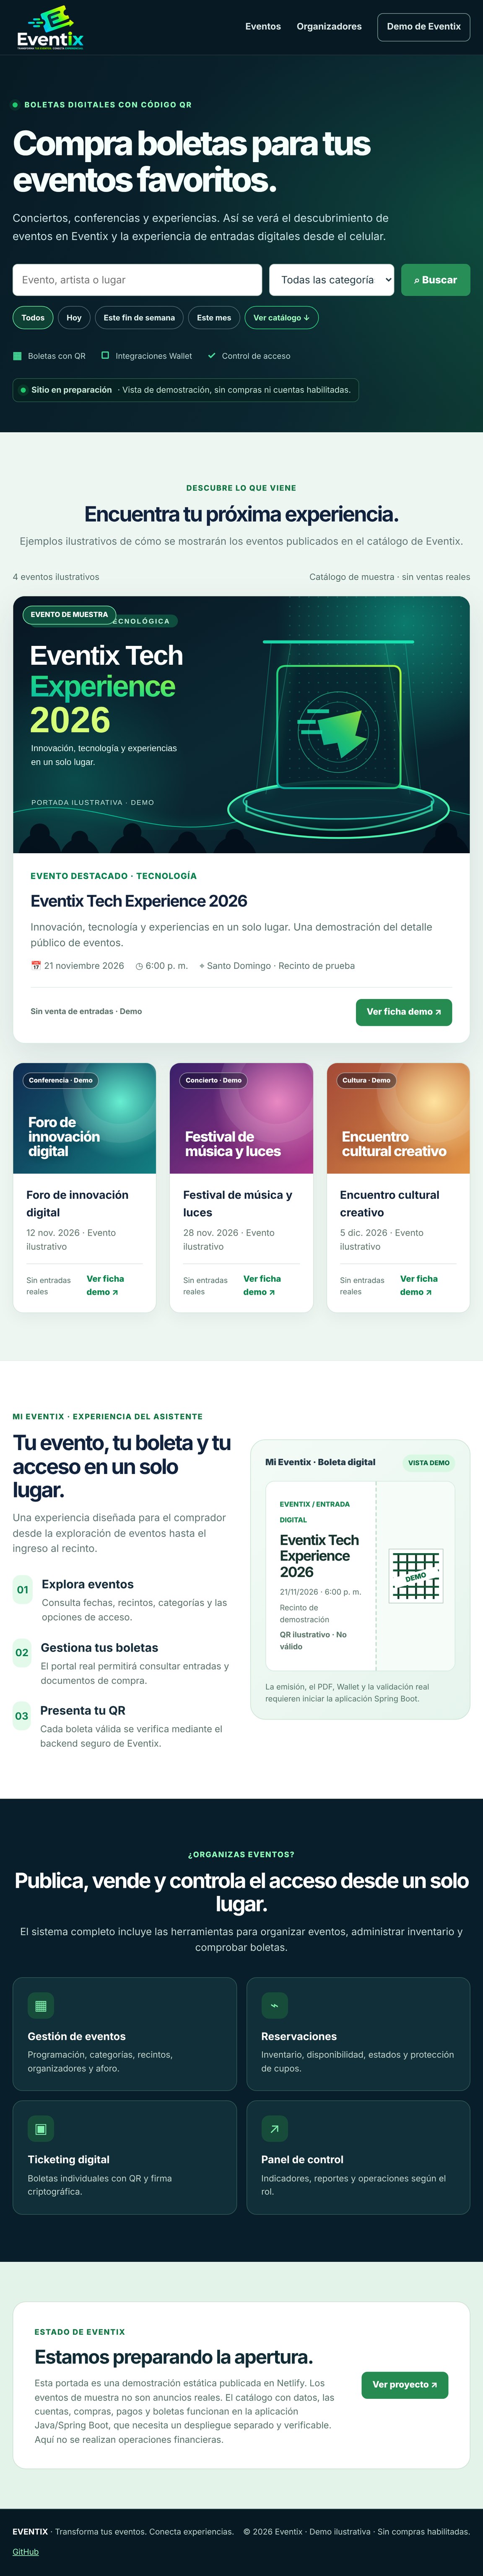 Eventix
TRANSFORMA TUS EVENTOS. CONECTA EXPERIENCIAS.
Eventos
Organizadores
Demo de Eventix
BOLETAS DIGITALES CON CÓDIGO QR
Compra boletas para tus
eventos favoritos.
Conciertos, conferencias y experiencias. Así se verá el descubrimiento de
eventos en Eventix y la experiencia de entradas digitales desde el celular.
Evento, artista o lugar
Todas las categoría
Buscar
Todos
Hoy
Este fin de semana
Este mes
Ver catálogo ↓
Boletas con QR
Integraciones Wallet
✓ Control de acceso
Sitio en preparación · Vista de demostración, sin compras ni cuentas habilitadas.
DESCUBRE LO QUE VIENE
Encuentra tu próxima experiencia.
Ejemplos ilustrativos de cómo se mostrarán los eventos publicados en el catálogo de Eventix.
4 eventos ilustrativos
Catálogo de muestra · sin ventas reales
EVENTO DE MUESTRA
ECNOLÓGICA
Eventix Tech
Experience
2026
Innovación, tecnología y experiencias
en un solo lugar.
PORTADA ILUSTRATIVA · DEMO
EVENTO DESTACADO · TECNOLOGÍA
Eventix Tech Experience 2026
Innovación, tecnología y experiencias en un solo lugar. Una demostración del detalle
público de eventos.
21 noviembre 2026
6:00 p. m.
⌖ Santo Domingo · Recinto de prueba
Sin venta de entradas · Demo
Ver ficha demo ↗
Conferencia · Demo
Foro de
innovación
digital
Foro de innovación
digital
12 nov. 2026 · Evento
ilustrativo
Sin entradas
reales
Ver ficha
demo ↗
Concierto · Demo
Festival de
música y luces
Festival de música y
luces
28 nov. 2026 · Evento
ilustrativo
Sin entradas
reales
Ver ficha
demo ↗
Cultura · Demo
Encuentro
cultural creativo
Encuentro cultural
creativo
5 dic. 2026 · Evento
ilustrativo
Sin entradas
reales
Ver ficha
demo ↗
MI EVENTIX · EXPERIENCIA DEL ASISTENTE
Tu evento, tu boleta y tu
acceso en un solo
lugar.
Una experiencia diseñada para el comprador
desde la exploración de eventos hasta el
ingreso al recinto.
01
Explora eventos
Consulta fechas, recintos, categorías y las
opciones de acceso.
02
Gestiona tus boletas
El portal real permitirá consultar entradas y
documentos de compra.
03
Presenta tu QR
Cada boleta válida se verifica mediante el
backend seguro de Eventix.
Mi Eventix · Boleta digital
VISTA DEMO
EVENTIX / ENTRADA
DIGITAL
Eventix Tech
Experience
2026
21/11/2026 · 6:00 p. m.
Recinto de
demostración
QR ilustrativo · No
válido
DEMO
La emisión, el PDF, Wallet y la validación real
requieren iniciar la aplicación Spring Boot.
¿ORGANIZAS EVENTOS?
Publica, vende y controla el acceso desde un solo
lugar.
El sistema completo incluye las herramientas para organizar eventos, administrar inventario y
comprobar boletas.
Gestión de eventos
Programación, categorías, recintos,
organizadores y aforo.
Reservaciones
Inventario, disponibilidad, estados y protección
de cupos.
Ticketing digital
Boletas individuales con QR y firma
criptográfica.
Panel de control
Indicadores, reportes y operaciones según el
rol.
ESTADO DE EVENTIX
Estamos preparando la apertura.
Esta portada es una demostración estática publicada en Netlify. Los
eventos de muestra no son anuncios reales. El catálogo con datos, las
cuentas, compras, pagos y boletas funcionan en la aplicación
Java/Spring Boot, que necesita un despliegue separado y verificable.
Aquí no se realizan operaciones financieras.
Ver proyecto ↗
EVENTIX · Transforma tus eventos. Conecta experiencias.
© 2026 Eventix · Demo ilustrativa · Sin compras habilitadas.
GitHub